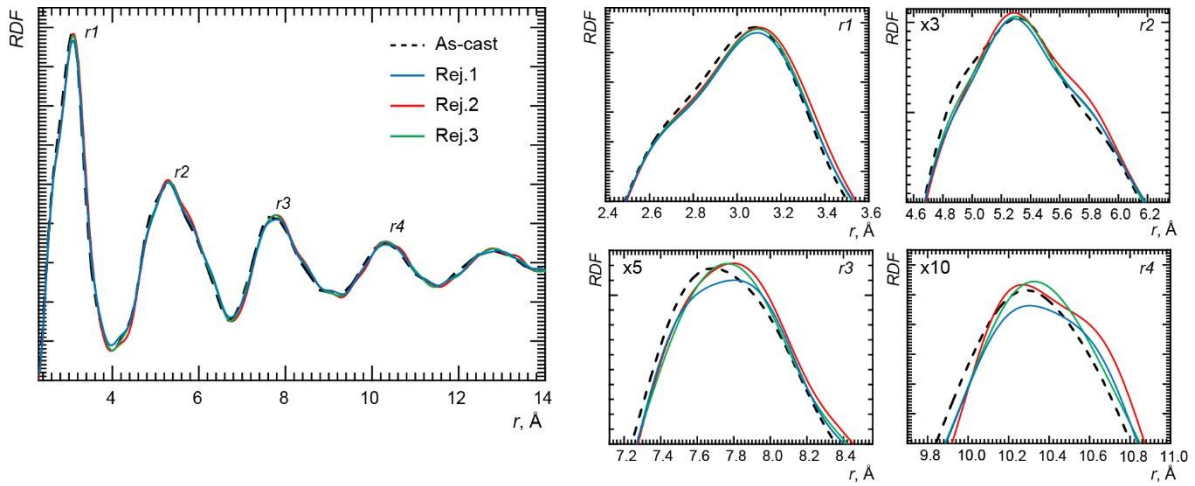 RDF
r1
r2
r3
r4
As-cast
Rej.1
Rej.2
Rej.3
4 6 8 10 12 14
r, Å
RDF
r1
2.4 2.6 2.8 3.0 3.2 3.4 3.6
r, Å
RDF
x3
r2
4.6 4.8 5.0 5.2 5.4 5.6 5.8 6.0 6.2
r, Å
RDF
x5
r3
7.2 7.4 7.6 7.8 8.0 8.2 8.4
r, Å
RDF
x10
r4
9.8 10.0 10.2 10.4 10.6 10.8 11.0
r, Å